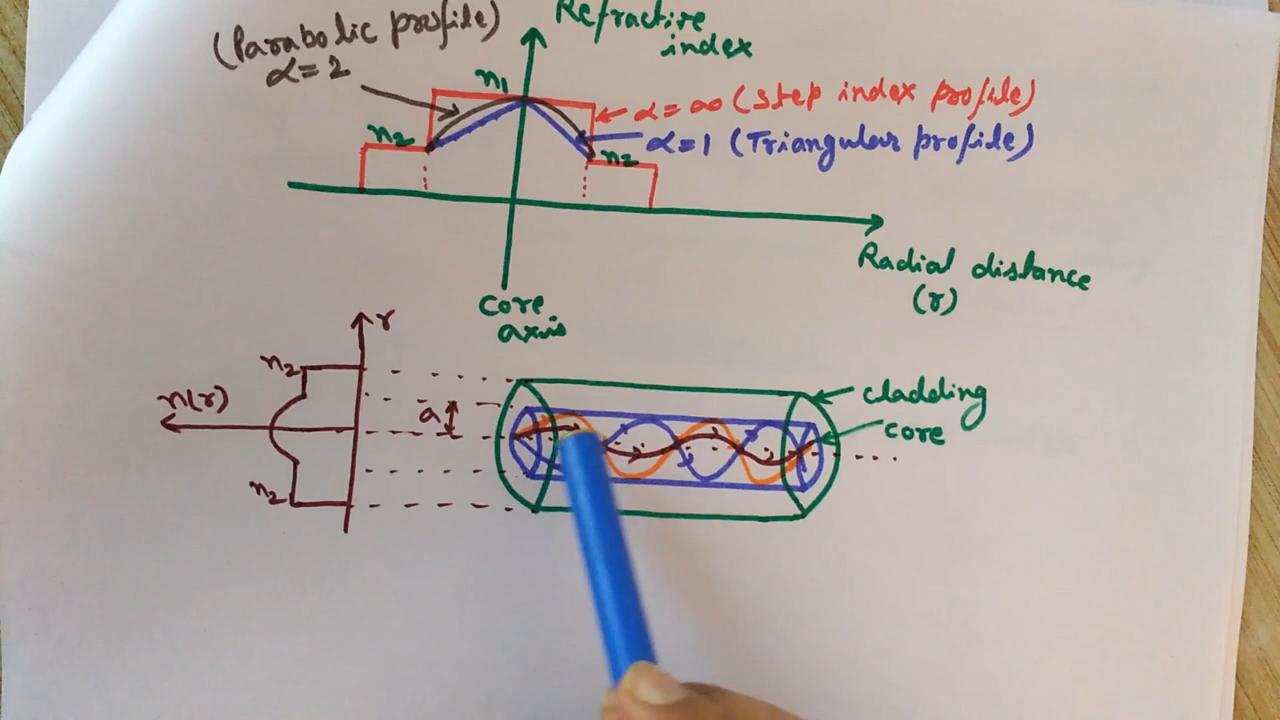 Refractive
index
(Parabolic profile)
α=2
n1
α=∞ (step index profile)
n2
α=1 (Triangular profile)
n2
Radial distance
(r)
core
axis
r
n2
n(r)
a
cladding
core
n2